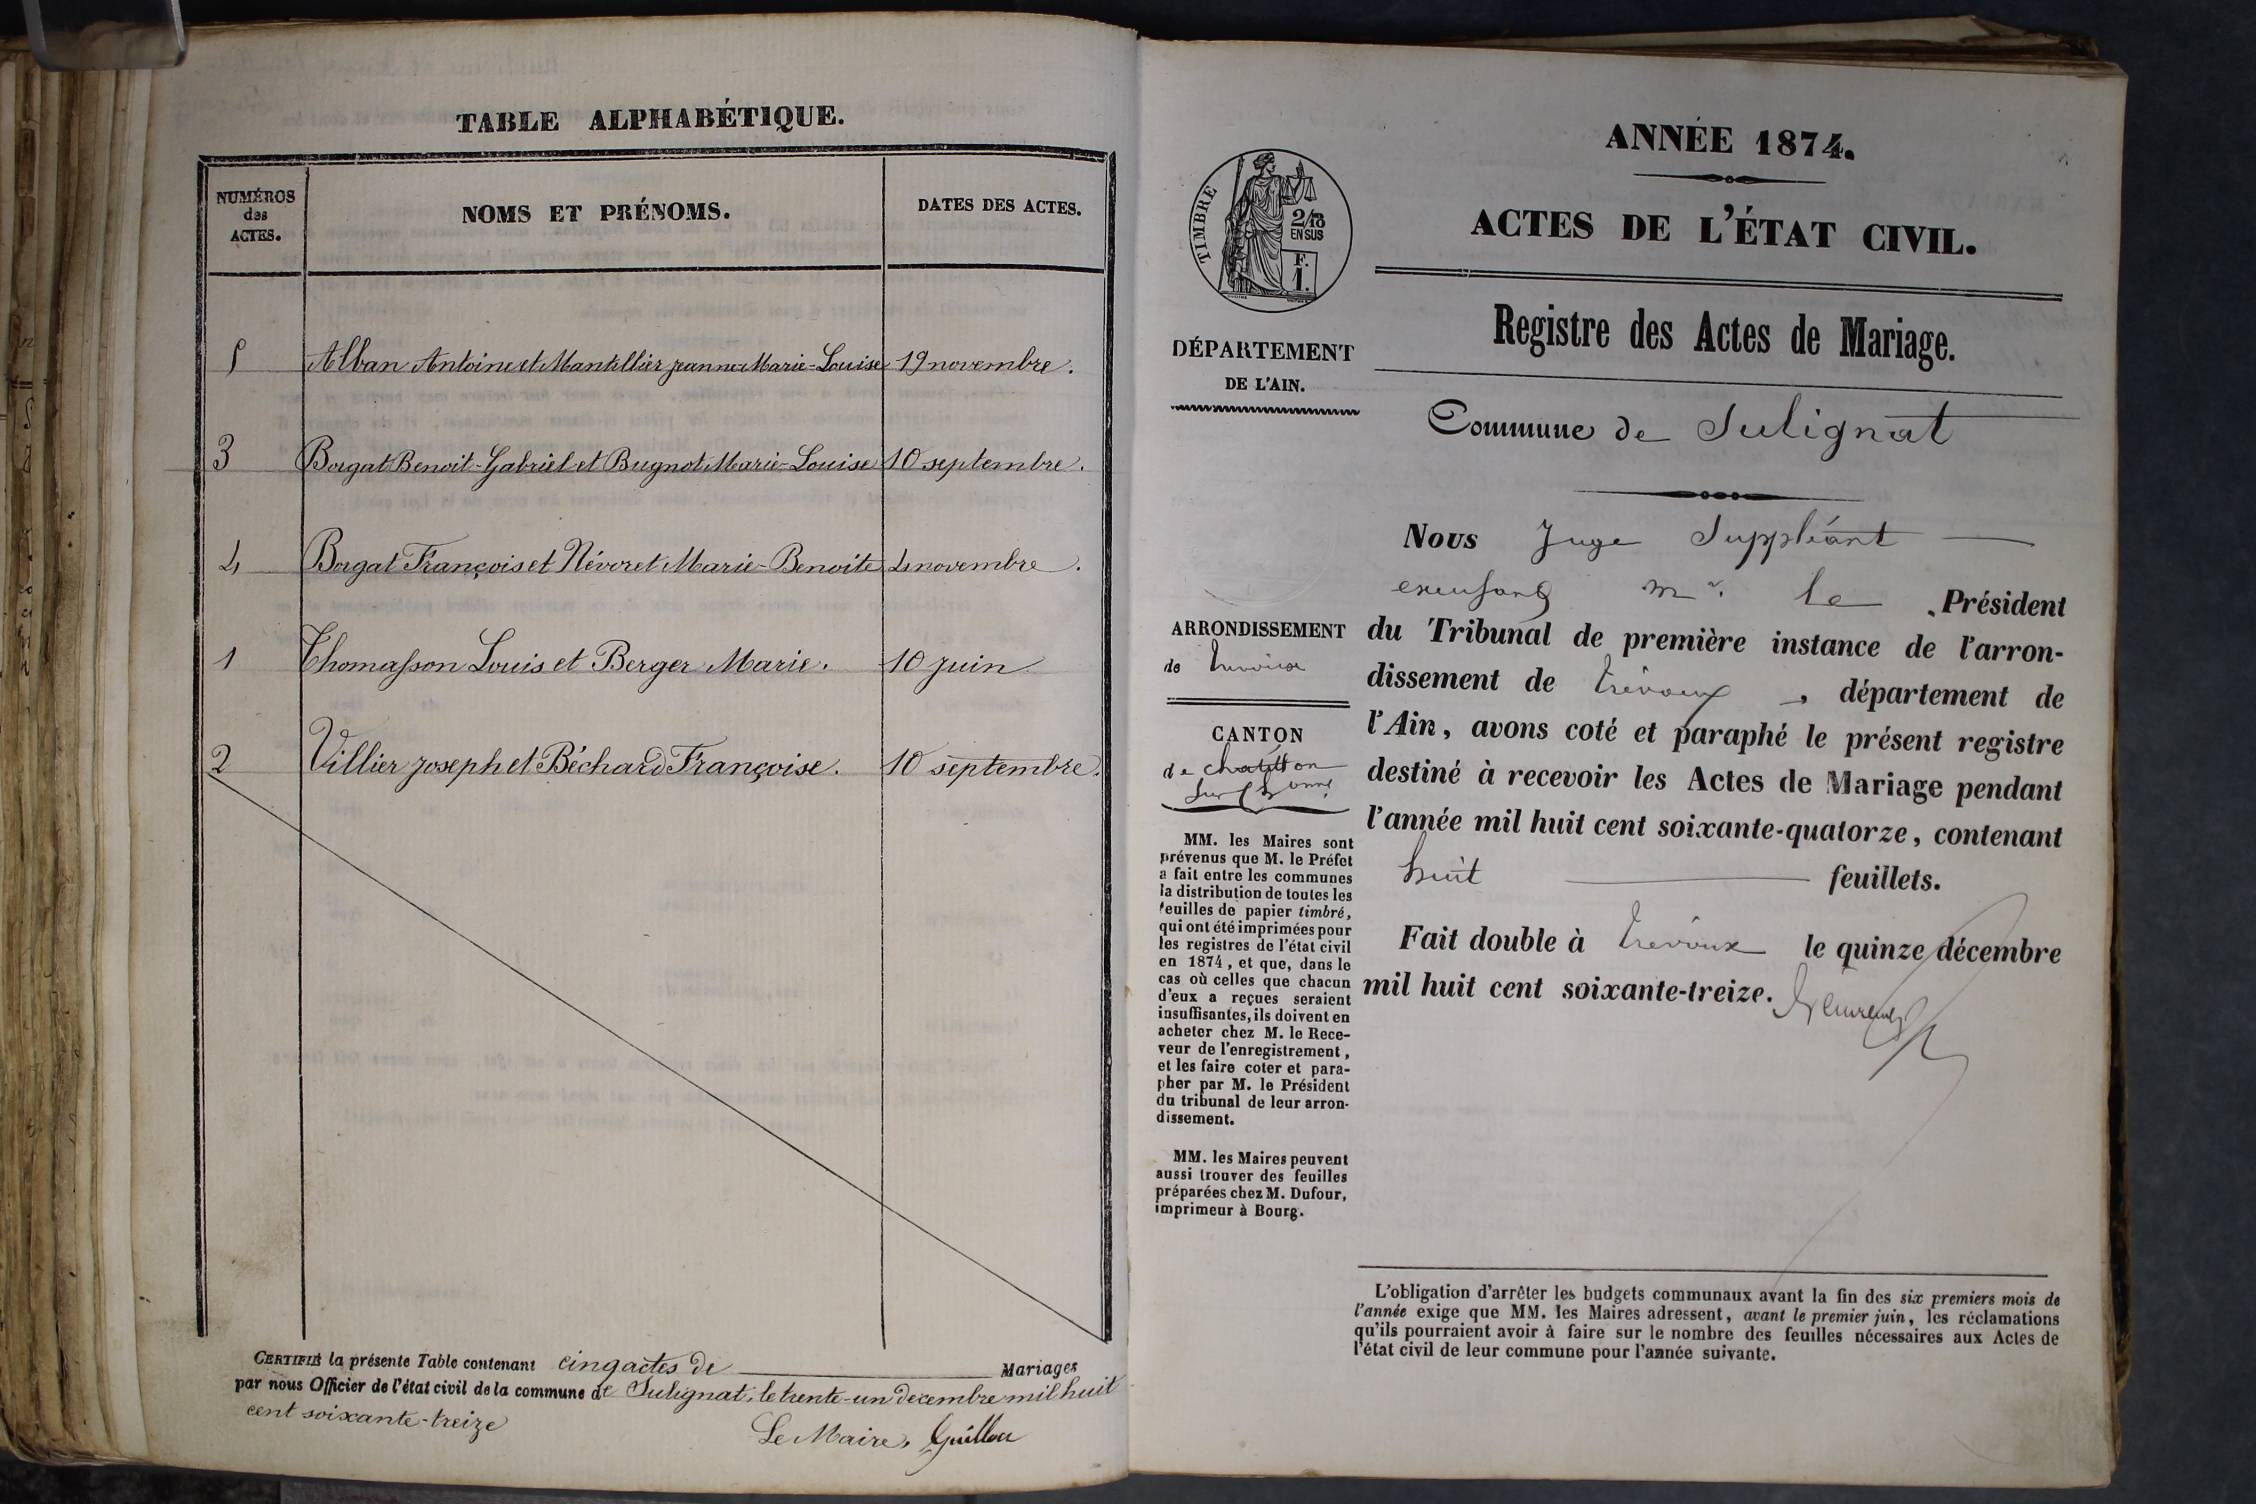 TABLE ALPHABÉTIQUE.
NUMÉROS
des
ACTES.
NOMS ET PRÉNOMS.
DATES DES ACTES.
5 Alban Antoine et Mantellier jeanne Marie-Louise 19 novembre.
3 Borgat Benoit-Gabriel et Bugnot Marie-Louise 10 septembre.
4 Borgat François et Névoret Marie-Benoite 4 novembre.
1 Thomasson Louis et Berger Marie. 10 juin
2 Villier joseph et Béchard Françoise. 10 septembre.
CERTIFIÉ la présente Table contenant cinq actes de Mariages
par nous Officier de l'état civil de la commune de Sulignat, le trente-un decembre mil huit
cent soixante-treize
Le Maire, Guillon
ANNÉE 1874.
ACTES DE L'ÉTAT CIVIL.
TIMBRE
2/10
EN SUS
F.
1.
Registre des Actes de Mariage.
DÉPARTEMENT
DE L'AIN.
Commune de Sulignat
Nous Juge Suppléant
Mr. le Président
du Tribunal de première instance de l'arron-
dissement de trévoux, département de
l'Ain, avons coté et paraphé le présent registre
destiné à recevoir les Actes de Mariage pendant
l'année mil huit cent soixante-quatorze, contenant
huit feuillets.
Fait double à trevoux le quinze décembre
mil huit cent soixante-treize.
ARRONDISSEMENT
de trevoux
CANTON
de chatillon
sur
MM. les Maires sont
prévenus que M. le Préfet
a fait entre les communes
la distribution de toutes les
feuilles de papier timbré,
qui ont été imprimées pour
les registres de l'état civil
en 1874, et que, dans le
cas où celles que chacun
d'eux a reçues seraient
insuffisantes, ils doivent en
acheter chez M. le Rece-
veur de l'enregistrement,
et les faire coter et para-
pher par M. le Président
du tribunal de leur arron-
dissement.
MM. les Maires peuvent
aussi trouver des feuilles
préparées chez M. Dufour,
imprimeur à Bourg.
L'obligation d'arrêter les budgets communaux avant la fin des six premiers mois de
l'année exige que MM. les Maires adressent, avant le premier juin, les réclamations
qu'ils pourraient avoir à faire sur le nombre des feuilles nécessaires aux Actes de
l'état civil de leur commune pour l'année suivante.